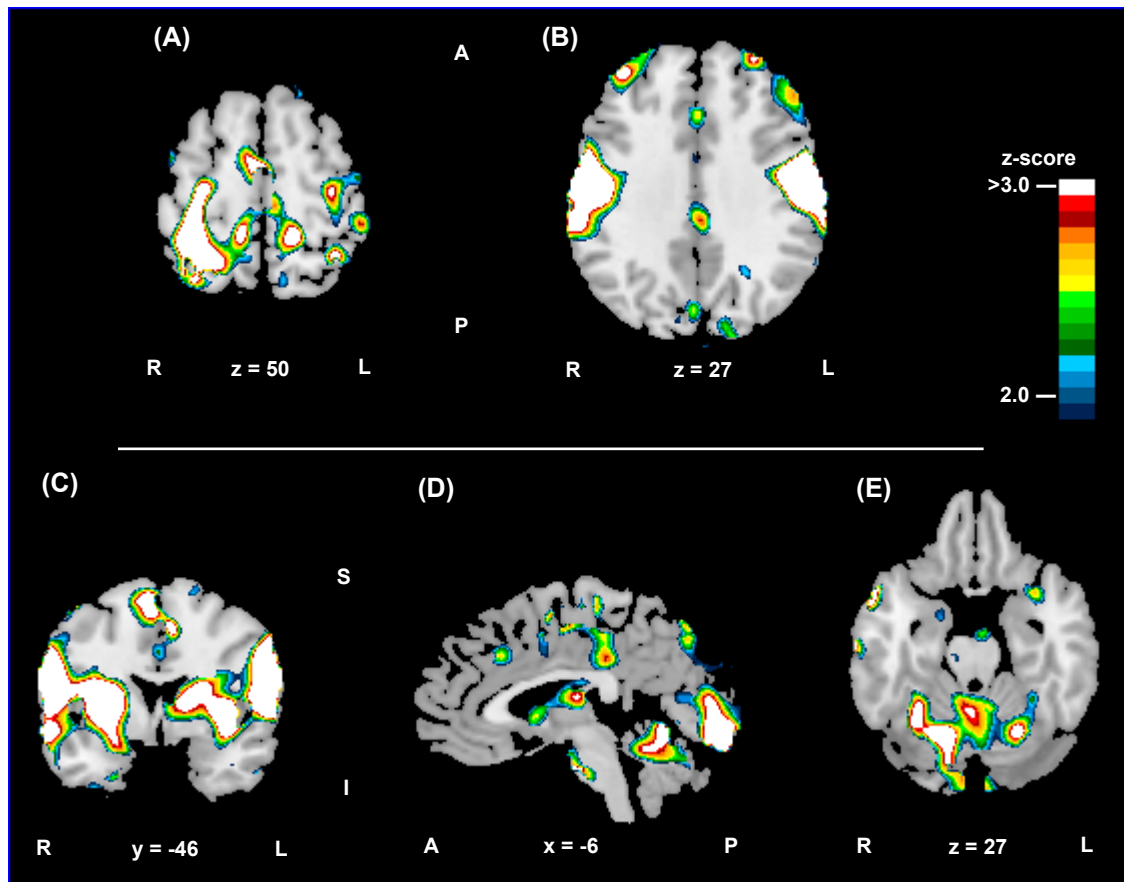 (A)
A
(B)
z-score
>3.0
2.0
P
R
z = 50
L
R
z = 27
L
(C)
(D)
(E)
S
I
R
y = -46
L
A
x = -6
P
R
z = 27
L